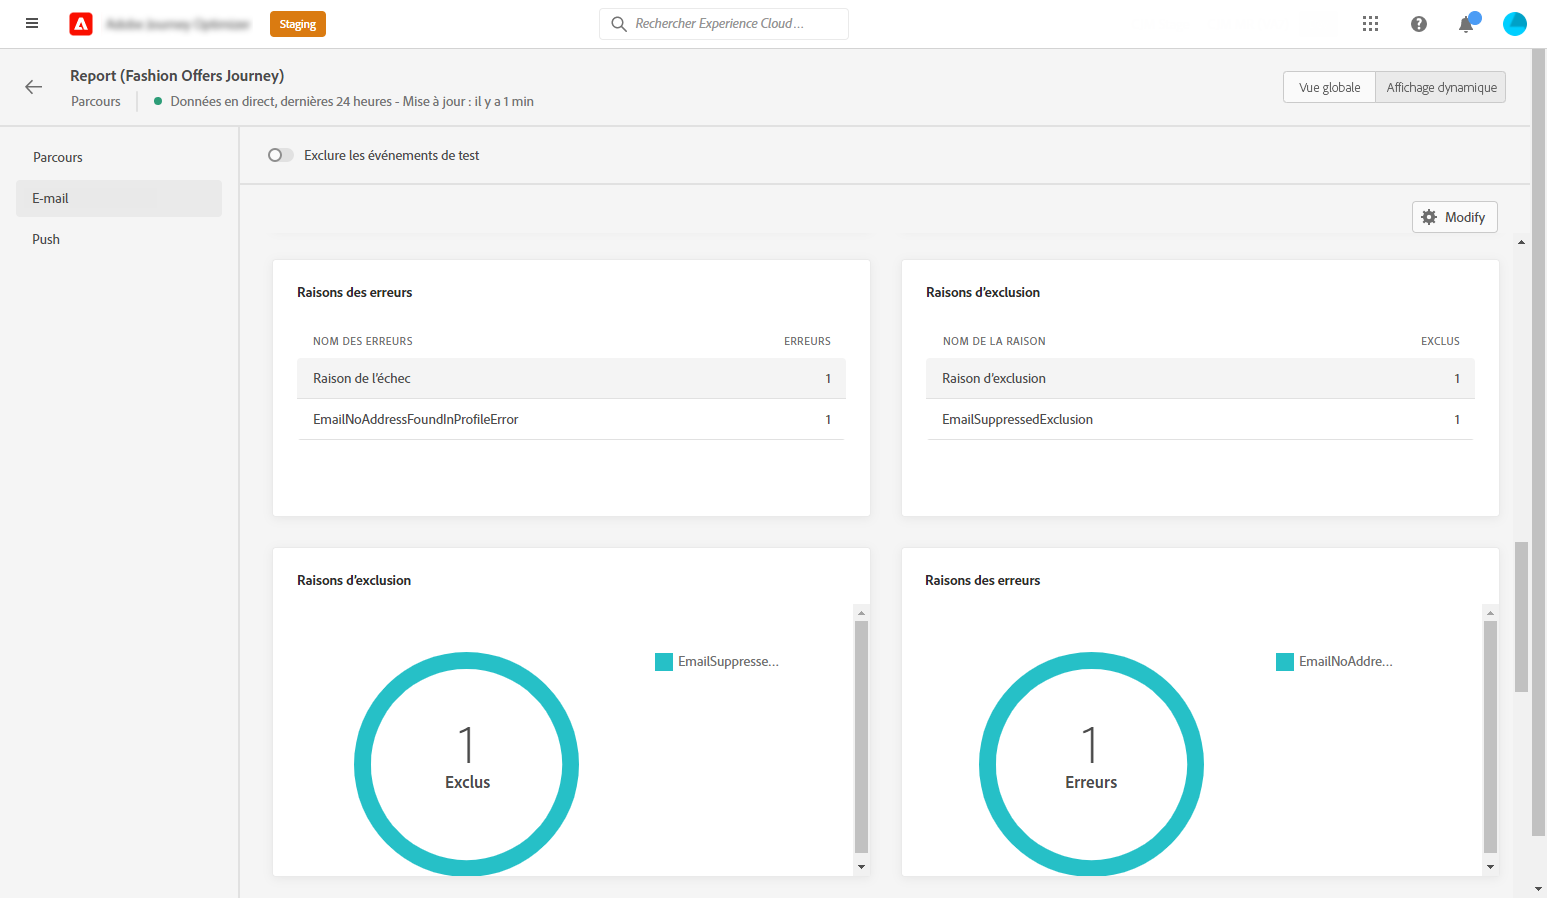 Staging
Rechercher Experience Cloud ...
Report (Fashion Offers Journey)
Parcours
Données en direct, dernières 24 heures - Mise à jour : il y a 1 min
Vue globale
Affichage dynamique
Parcours
E-mail
Push
Exclure les événements de test
Modify
Raisons des erreurs
NOM DES ERREURS ERREURS
Raison de l'échec 1
EmailNoAddressFoundInProfileError 1
Raisons d'exclusion
NOM DE LA RAISON EXCLUS
Raison d'exclusion 1
EmailSuppressedExclusion 1
Raisons d'exclusion
EmailSuppresse...
1
Exclus
Raisons des erreurs
EmailNoAddre...
1
Erreurs